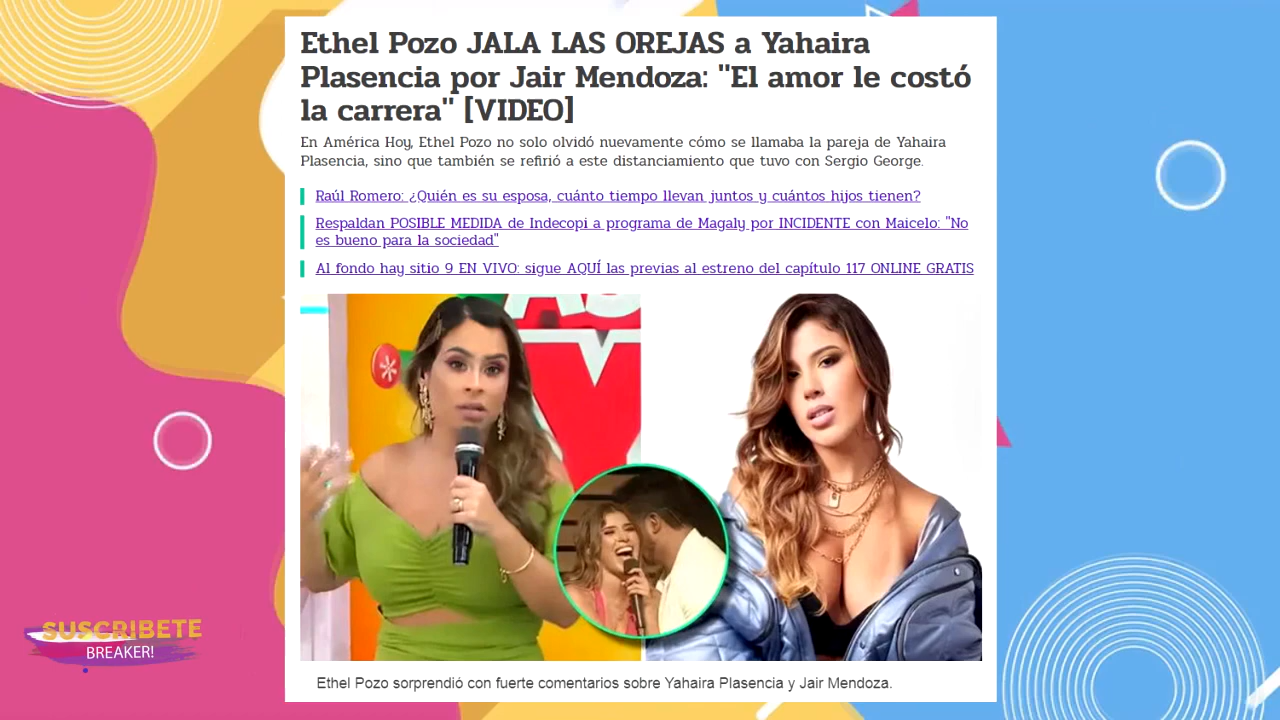 Ethel Pozo JALA LAS OREJAS a Yahaira
Plasencia por Jair Mendoza: "El amor le costó
la carrera" [VIDEO]
En América Hoy, Ethel Pozo no solo olvidó nuevamente cómo se llamaba la pareja de Yahaira
Plasencia, sino que también se refirió a este distanciamiento que tuvo con Sergio George.
Raúl Romero: ¿Quién es su esposa, cuánto tiempo llevan juntos y cuántos hijos tienen?
Respaldan POSIBLE MEDIDA de Indecopi a programa de Magaly por INCIDENTE con Maicelo: "No
es bueno para la sociedad"
Al fondo hay sitio 9 EN VIVO: sigue AQUÍ las previas al estreno del capítulo 117 ONLINE GRATIS
SUSCRIBETE
BREAKER!
Ethel Pozo sorprendió con fuerte comentarios sobre Yahaira Plasencia y Jair Mendoza.